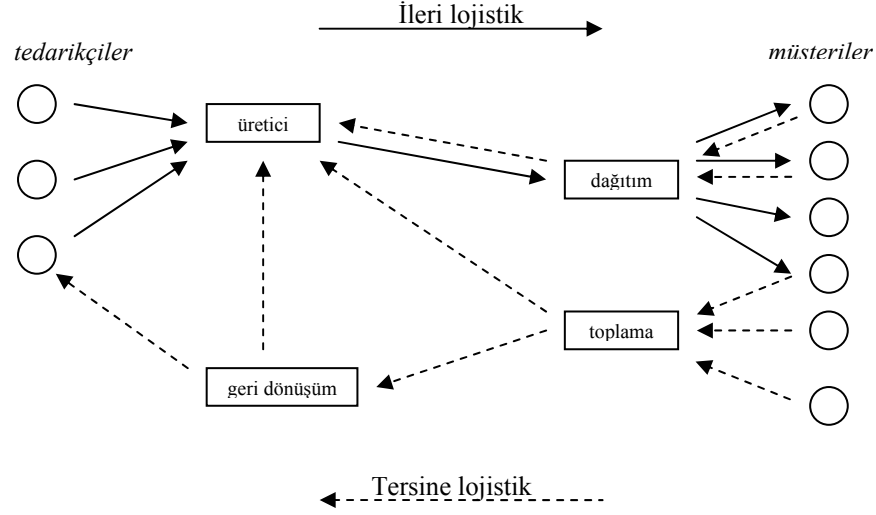 İleri lojistik
tedarikçiler
müsteriler
üretici
dağıtım
toplama
geri dönüşüm
Tersine lojistik